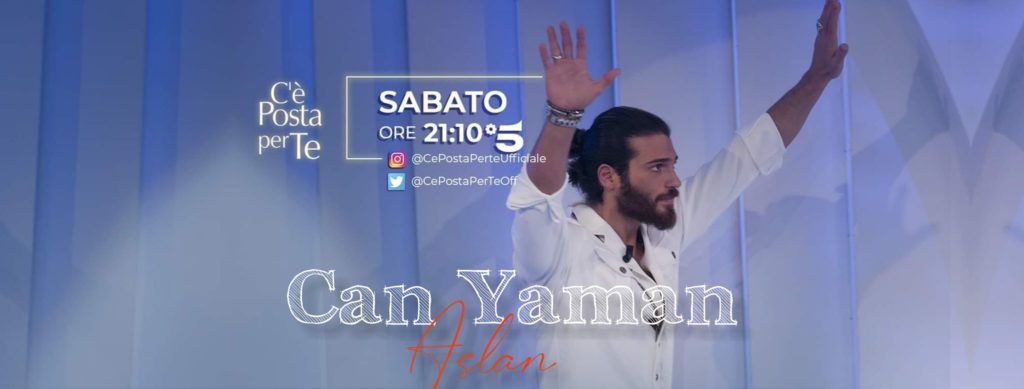 C'è
Posta
per Te
SABATO
ORE 21:10 5
@CePostaPerteUfficiale
@CePostaPerTeOff
Can Yaman
Aslan